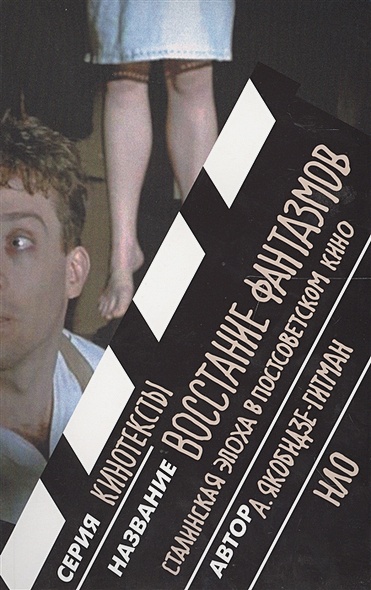 СЕРИЯ КИНОТЕКСТЫ
НАЗВАНИЕ ВОССТАНИЕ ФАНТАЗМОВ
СТАЛИНСКАЯ ЭПОХА В ПОСТСОВЕТСКОМ КИНО
АВТОР А. ЯКОБИДЗЕ-ГИТМАН
НЛО